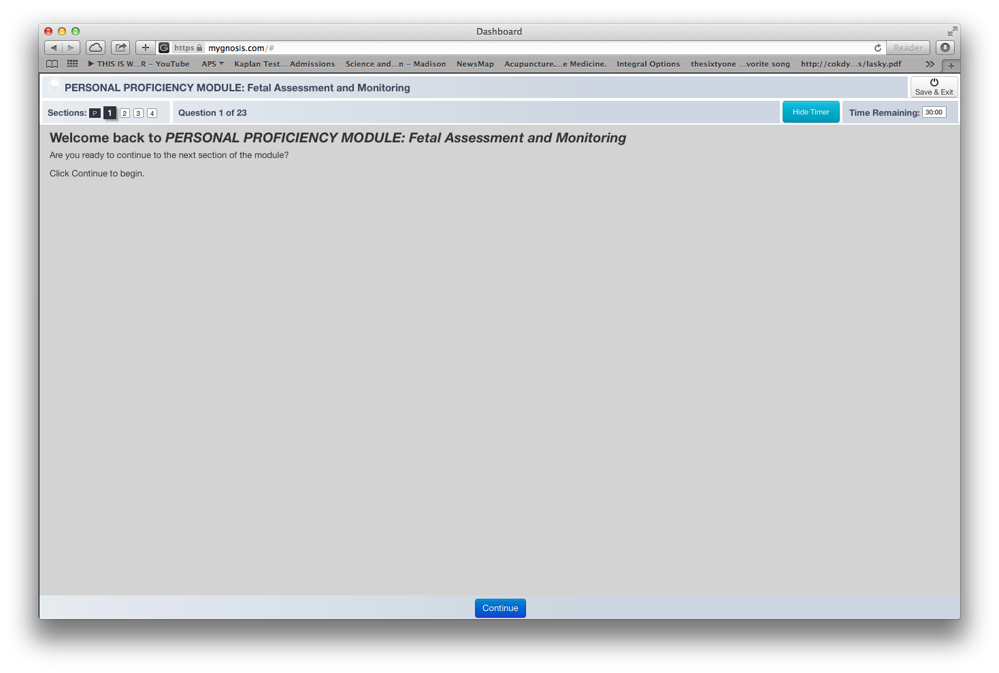 Dashboard
https mygnosis.com/# Reader
THIS IS W...R – YouTube APS Kaplan Test... Admissions Science and...n – Madison NewsMap Acupuncture....e Medicine. Integral Options thesixtyone ...vorite song http://cokdy...s/lasky.pdf
PERSONAL PROFICIENCY MODULE: Fetal Assessment and Monitoring
Save & Exit
Sections: P 1 2 3 4 Question 1 of 23 Hide Timer Time Remaining: 30:00
Welcome back to PERSONAL PROFICIENCY MODULE: Fetal Assessment and Monitoring
Are you ready to continue to the next section of the module?
Click Continue to begin.
Continue